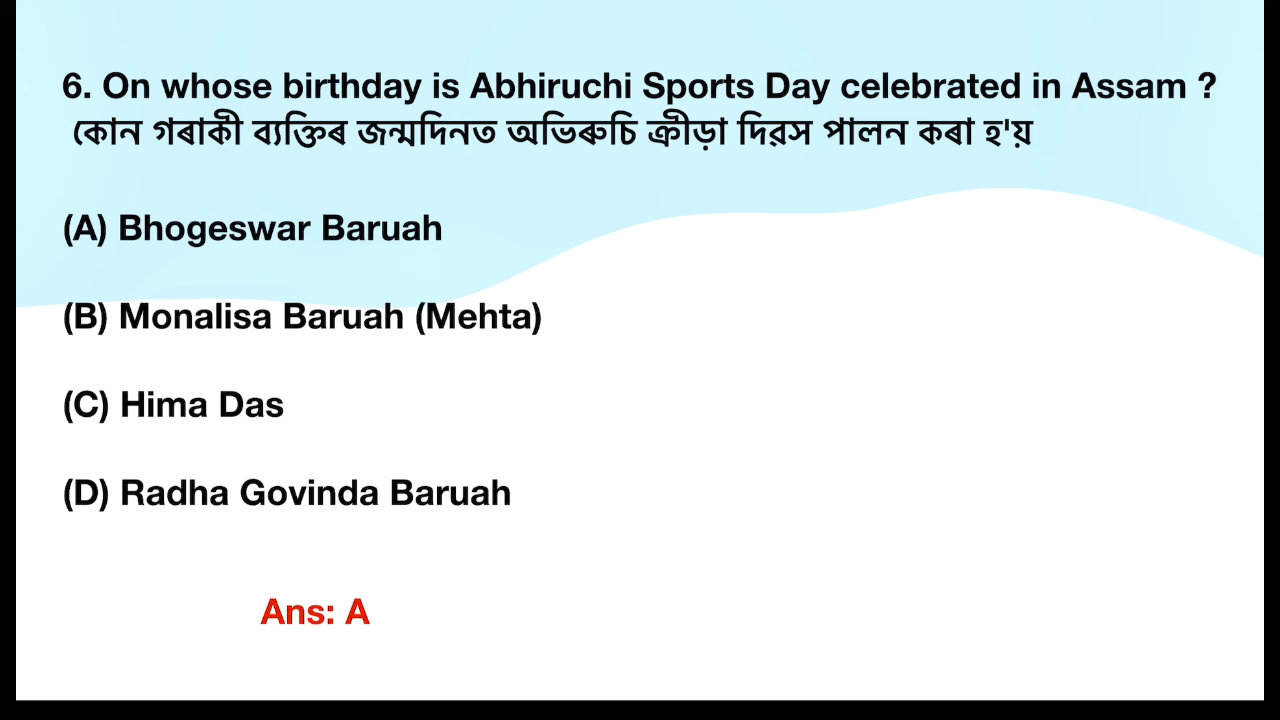 6. On whose birthday is Abhiruchi Sports Day celebrated in Assam ?
কোন গৰাকী ব্যক্তিৰ জন্মদিনত অভিৰুচি ক্ৰীড়া দিৱস পালন কৰা হ'য়
(A) Bhogeswar Baruah
(B) Monalisa Baruah (Mehta)
(C) Hima Das
(D) Radha Govinda Baruah
Ans: A